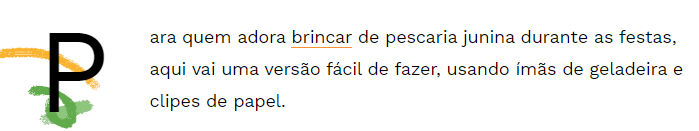 Para quem adora brincar de pescaria junina durante as festas,
aqui vai uma versão fácil de fazer, usando ímãs de geladeira e
clipes de papel.